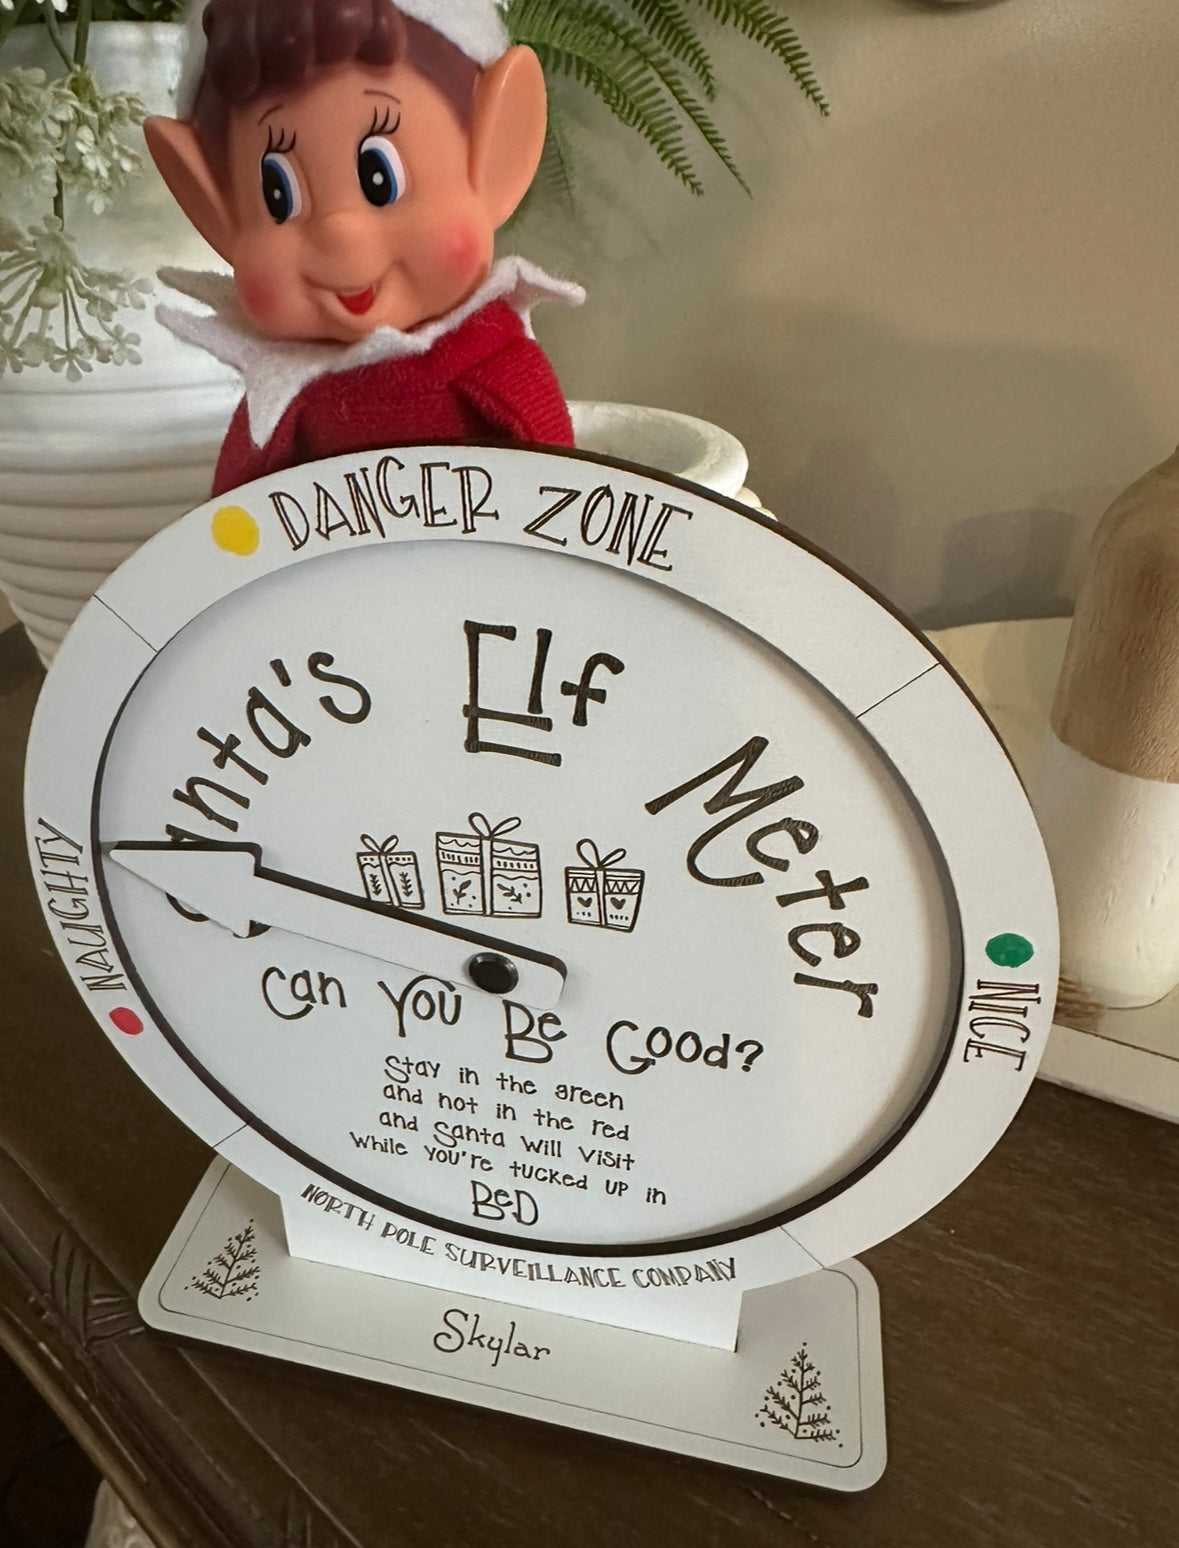 DANGER ZONE
NAUGHTY
NICE
Elf Meter
Can You Be Good?
Stay in the green
and not in the red
and Santa will visit
while you're tucked up in
BeD
NORTH POLE SURVEILLANCE COMPANY
Skylar